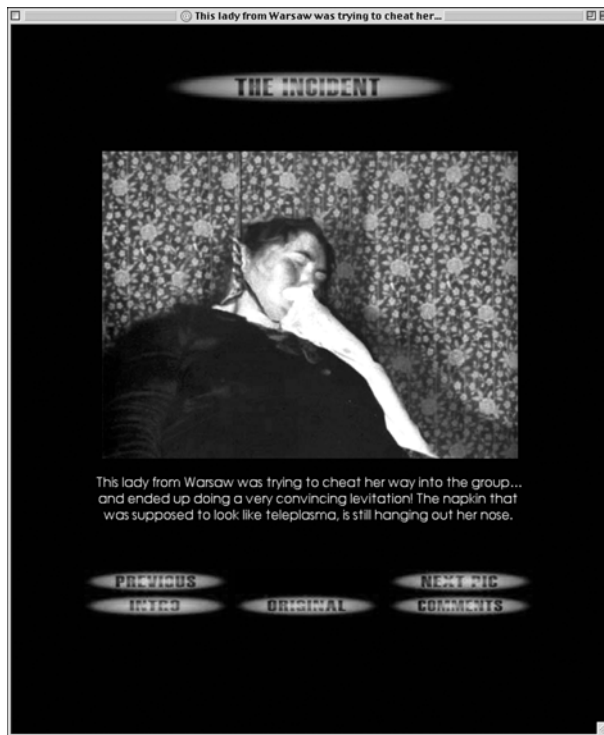 This lady from Warsaw was trying to cheat her...
THE INCIDENT
This lady from Warsaw was trying to cheat her way into the group...
and ended up doing a very convincing levitation! The napkin that
was supposed to look like teleplasma, is still hanging out her nose.
PREVIOUS
NEXT PIC
INTRO
ORIGINAL
COMMENTS